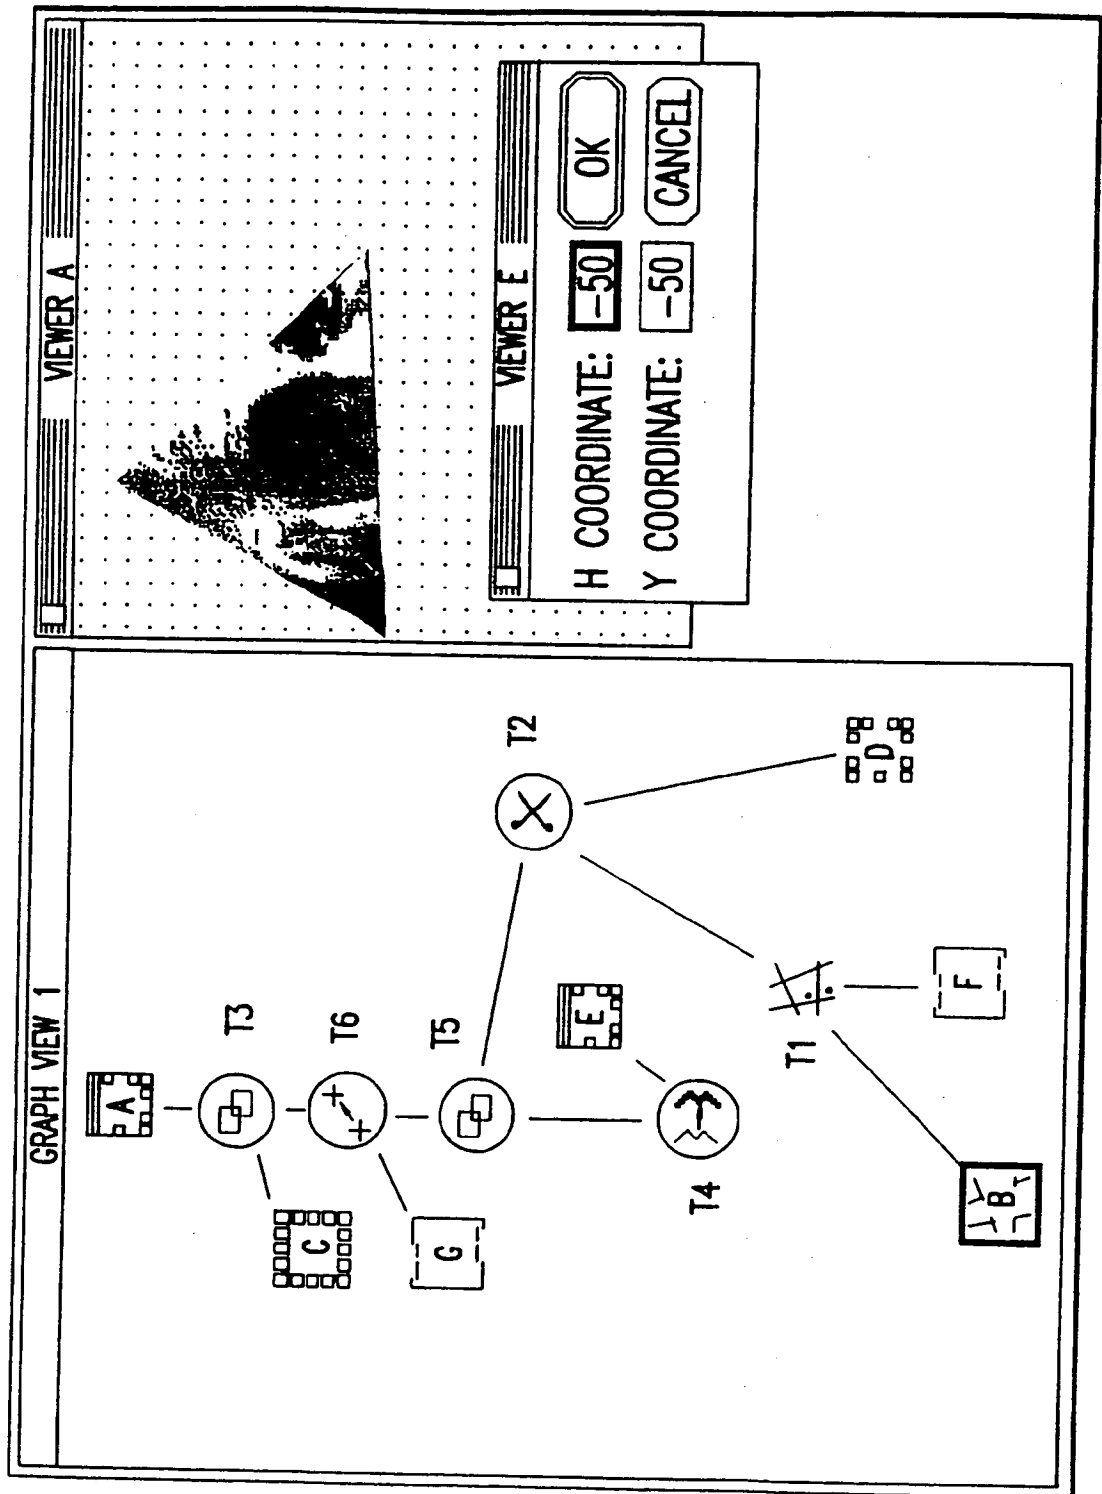 GRAPH VIEW 1
A
T3
C
T6
G
T5
T2
E
T4
T1
D
F
B
VIEWER A
VIEWER E
H COORDINATE: -50 OK
Y COORDINATE: -50 CANCEL